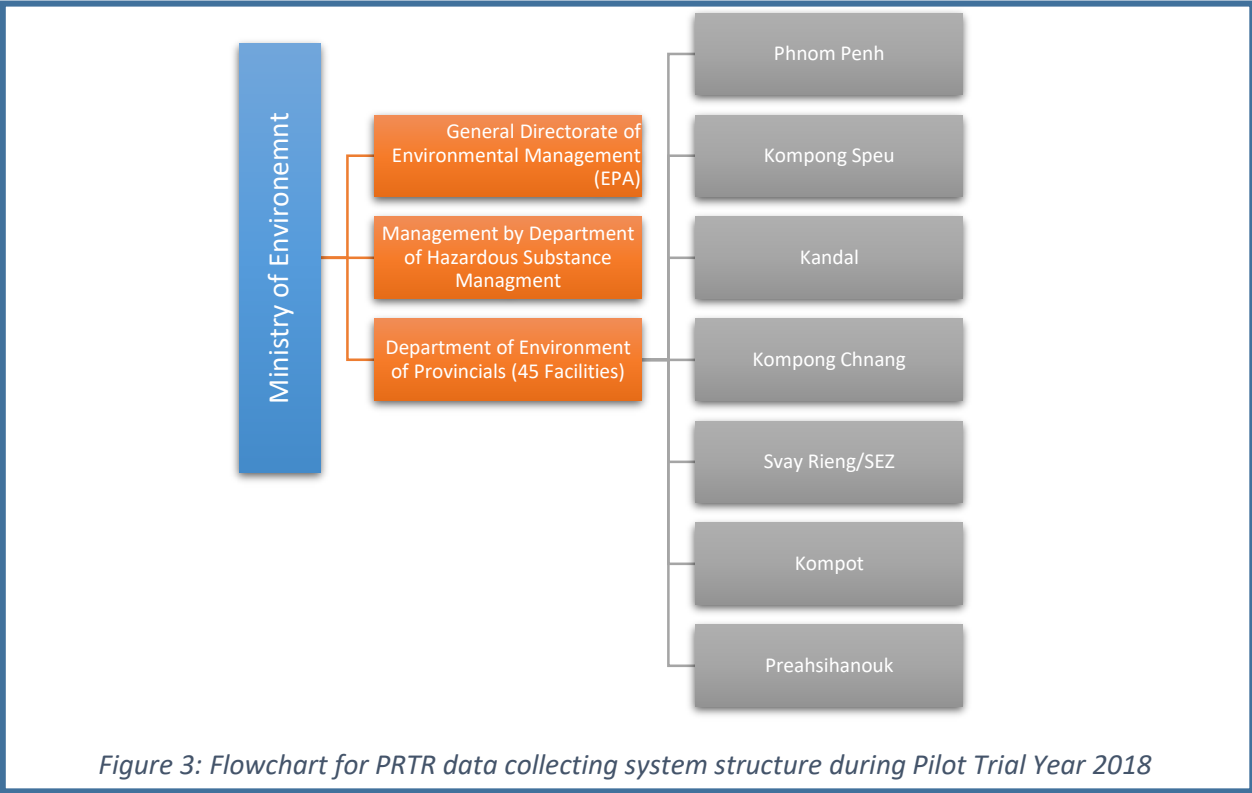 Ministry of Environemnt
General Directorate of
Environmental Management
(EPA)
Management by Department
of Hazardous Substance
Managment
Department of Environment
of Provincials (45 Facilities)
Phnom Penh
Kompong Speu
Kandal
Kompong Chnang
Svay Rieng/SEZ
Kompot
Preahsihanouk
Figure 3: Flowchart for PRTR data collecting system structure during Pilot Trial Year 2018